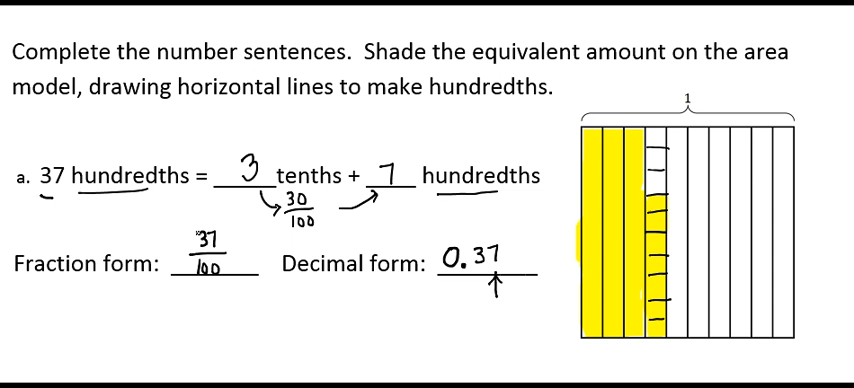 Complete the number sentences. Shade the equivalent amount on the area
model, drawing horizontal lines to make hundredths.
1
a. 37 hundredths = 3 tenths + 7 hundredths
30
100
Fraction form: 37/100 Decimal form: 0.37